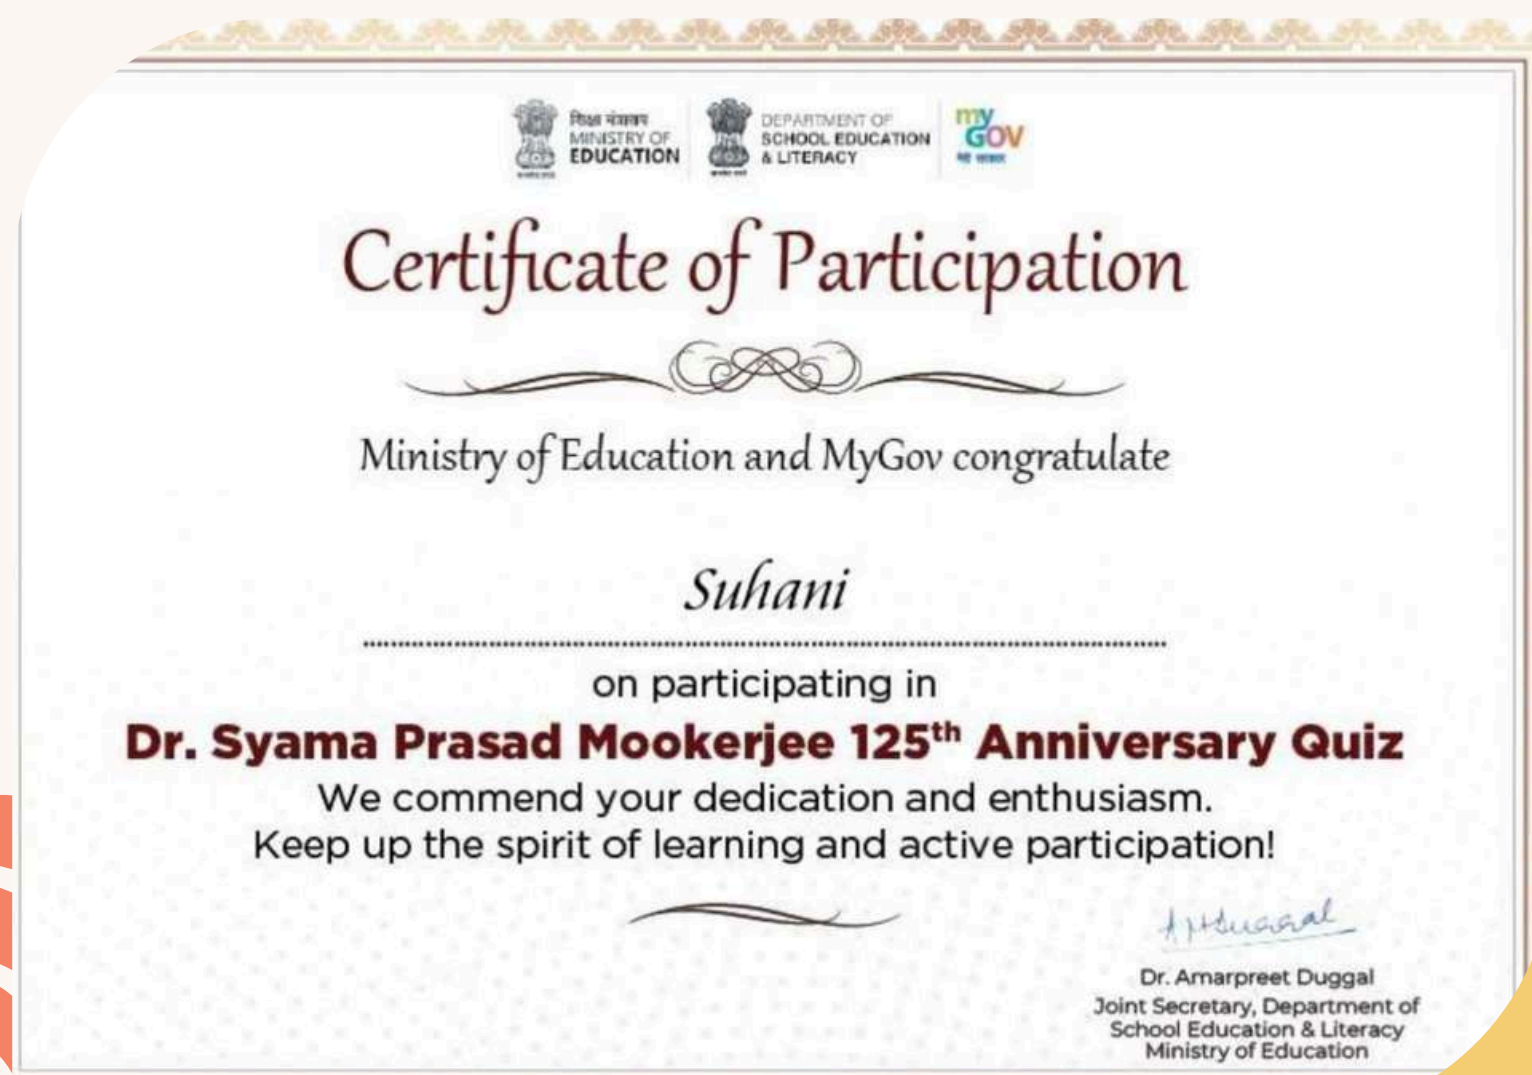 शिक्षा मंत्रालय
MINISTRY OF
EDUCATION
DEPARTMENT OF
SCHOOL EDUCATION
& LITERACY
my
GOV
मेरी सरकार
Certificate of Participation
Ministry of Education and MyGov congratulate
Suhani
on participating in
Dr. Syama Prasad Mookerjee 125th Anniversary Quiz
We commend your dedication and enthusiasm.
Keep up the spirit of learning and active participation!
Dr. Amarpreet Duggal
Joint Secretary, Department of
School Education & Literacy
Ministry of Education